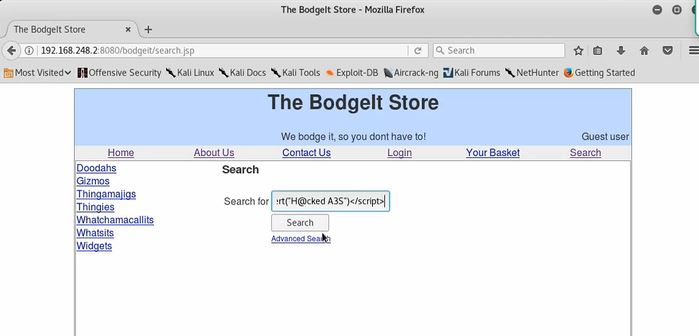 The BodgeIt Store - Mozilla Firefox
The BodgeIt Store
192.168.248.2:8080/bodgeit/search.jsp
Search
Most Visited Offensive Security Kali Linux Kali Docs Kali Tools Exploit-DB Aircrack-ng Kali Forums NetHunter Getting Started
The BodgeIt Store
We bodge it, so you dont have to!
Guest user
Home About Us Contact Us Login Your Basket Search
Doodahs
Gizmos
Thingamajigs
Thingies
Whatchamacallits
Whatsits
Widgets
Search
Search for rt("H@cked A3S")</script>
Search
Advanced Search